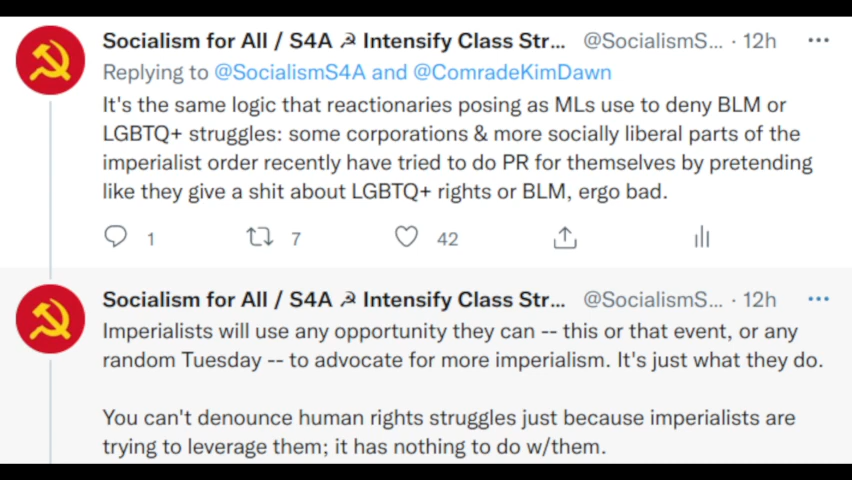 Socialism for All / S4A ☭ Intensify Class Str... @SocialismS... · 12h
Replying to @SocialismS4A and @ComradeKimDawn
It's the same logic that reactionaries posing as MLs use to deny BLM or
LGBTQ+ struggles: some corporations & more socially liberal parts of the
imperialist order recently have tried to do PR for themselves by pretending
like they give a shit about LGBTQ+ rights or BLM, ergo bad.
1 7 42
Socialism for All / S4A ☭ Intensify Class Str... @SocialismS... · 12h
Imperialists will use any opportunity they can -- this or that event, or any
random Tuesday -- to advocate for more imperialism. It's just what they do.
You can't denounce human rights struggles just because imperialists are
trying to leverage them; it has nothing to do w/them.